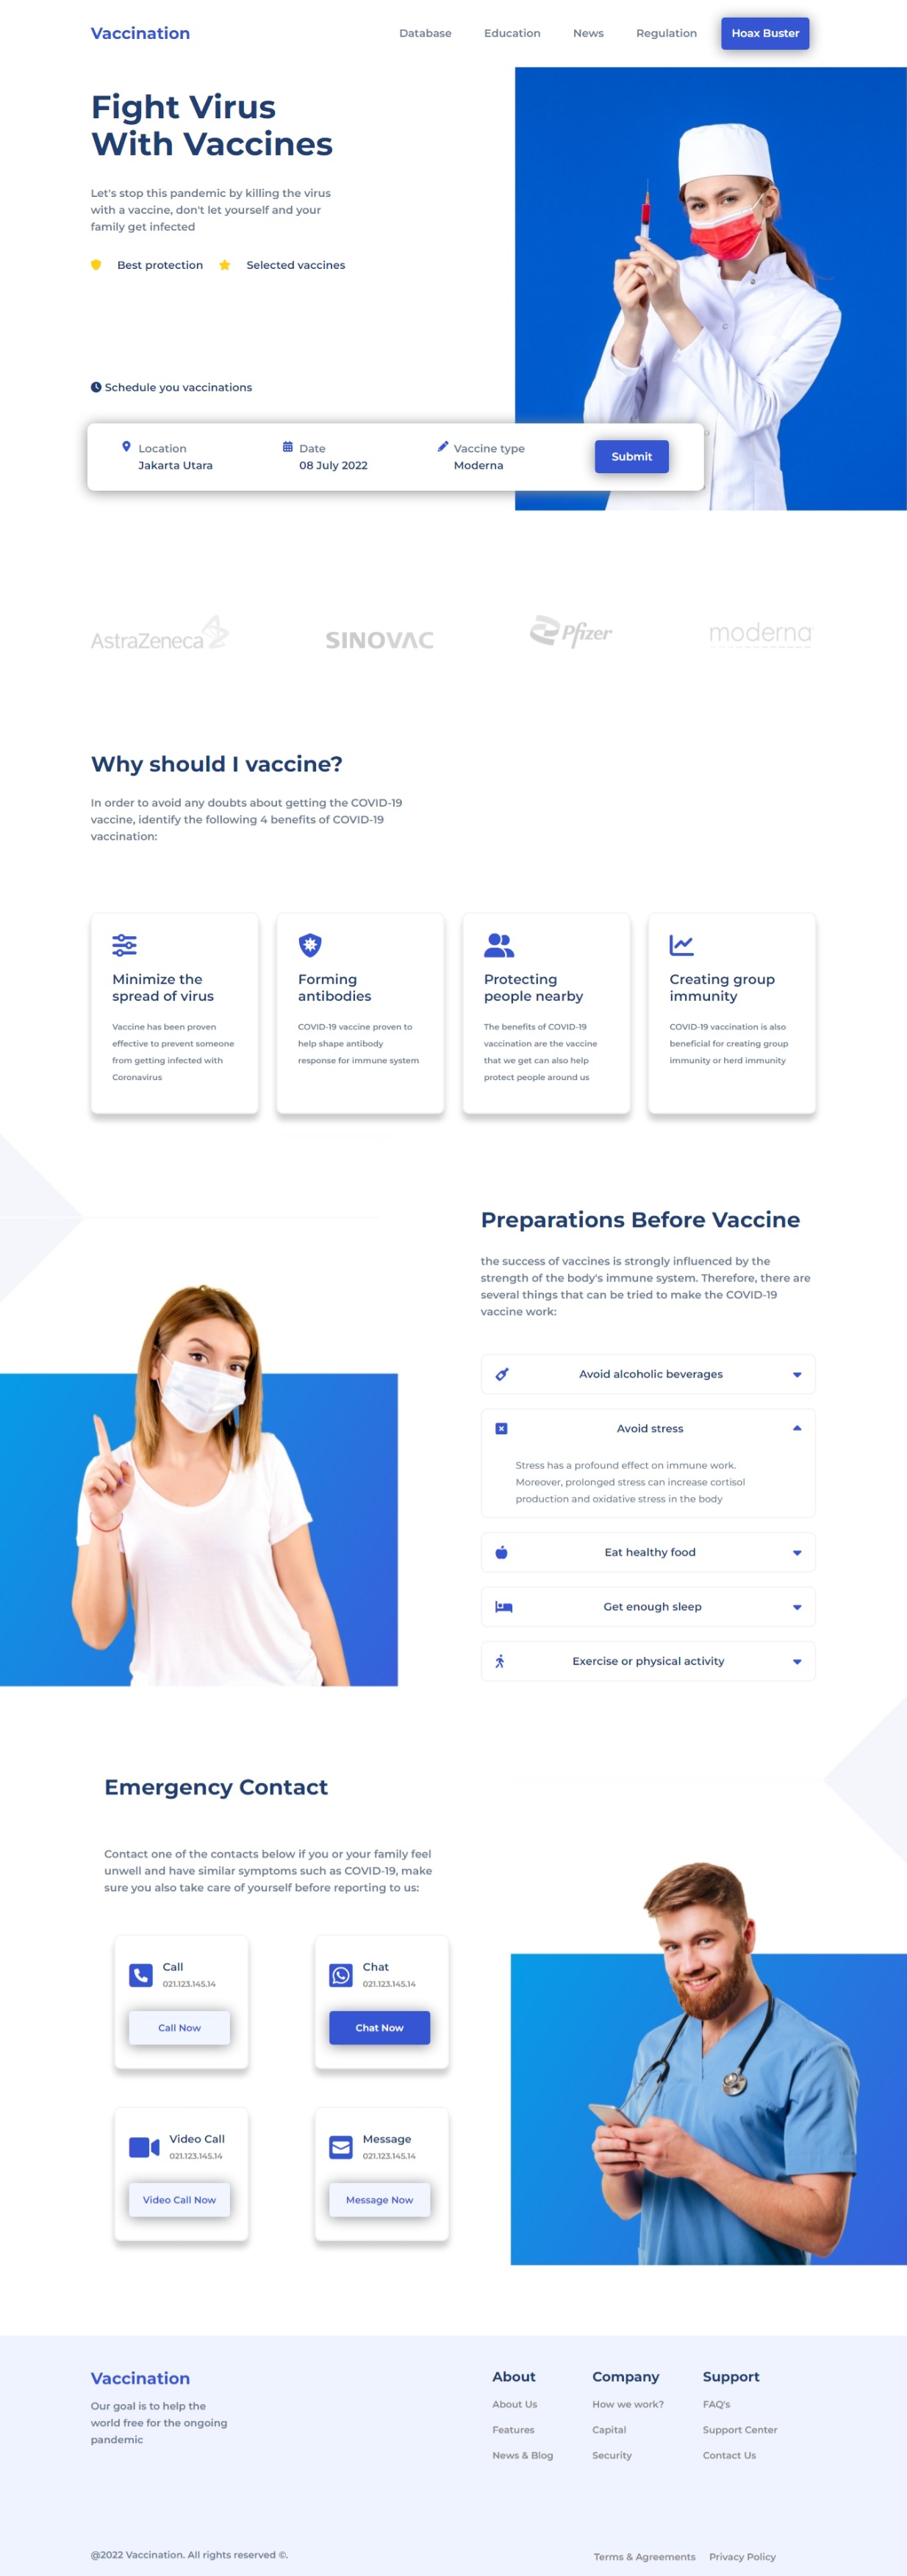 Vaccination
Database
Education
News
Regulation
Hoax Buster
Fight Virus
With Vaccines
Let's stop this pandemic by killing the virus
with a vaccine, don't let yourself and your
family get infected
Best protection
Selected vaccines
Schedule you vaccinations
Location
Jakarta Utara
Date
08 July 2022
Vaccine type
Moderna
Submit
AstraZeneca
SINOVAC
Pfizer
moderna
Why should I vaccine?
In order to avoid any doubts about getting the COVID-19
vaccine, identify the following 4 benefits of COVID-19
vaccination:
Minimize the
spread of virus
Vaccine has been proven
effective to prevent someone
from getting infected with
Coronavirus
Forming
antibodies
COVID-19 vaccine proven to
help shape antibody
response for immune system
Protecting
people nearby
The benefits of COVID-19
vaccination are the vaccine
that we get can also help
protect people around us
Creating group
immunity
COVID-19 vaccination is also
beneficial for creating group
immunity or herd immunity
Preparations Before Vaccine
the success of vaccines is strongly influenced by the
strength of the body's immune system. Therefore, there are
several things that can be tried to make the COVID-19
vaccine work:
Avoid alcoholic beverages
Avoid stress
Stress has a profound effect on immune work.
Moreover, prolonged stress can increase cortisol
production and oxidative stress in the body
Eat healthy food
Get enough sleep
Exercise or physical activity
Emergency Contact
Contact one of the contacts below if you or your family feel
unwell and have similar symptoms such as COVID-19, make
sure you also take care of yourself before reporting to us:
Call
021.123.145.14
Call Now
Chat
021.123.145.14
Chat Now
Video Call
021.123.145.14
Video Call Now
Message
021.123.145.14
Message Now
Vaccination
Our goal is to help the
world free for the ongoing
pandemic
About
About Us
Features
News & Blog
Company
How we work?
Capital
Security
Support
FAQ's
Support Center
Contact Us
@2022 Vaccination. All rights reserved ©.
Terms & Agreements
Privacy Policy